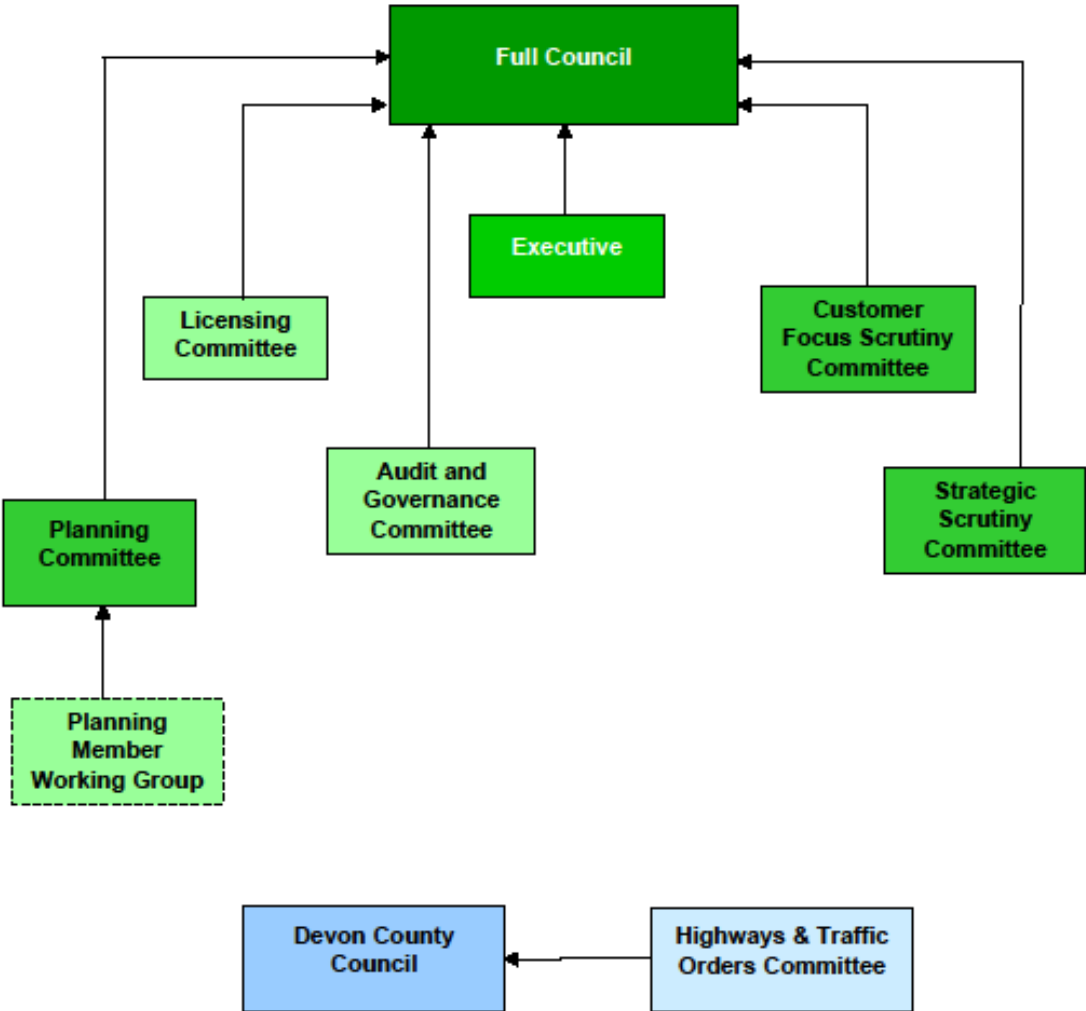 Full Council
Executive
Licensing
Committee
Customer
Focus Scrutiny
Committee
Audit and
Governance
Committee
Strategic
Scrutiny
Committee
Planning
Committee
Planning
Member
Working Group
Devon County
Council
Highways & Traffic
Orders Committee